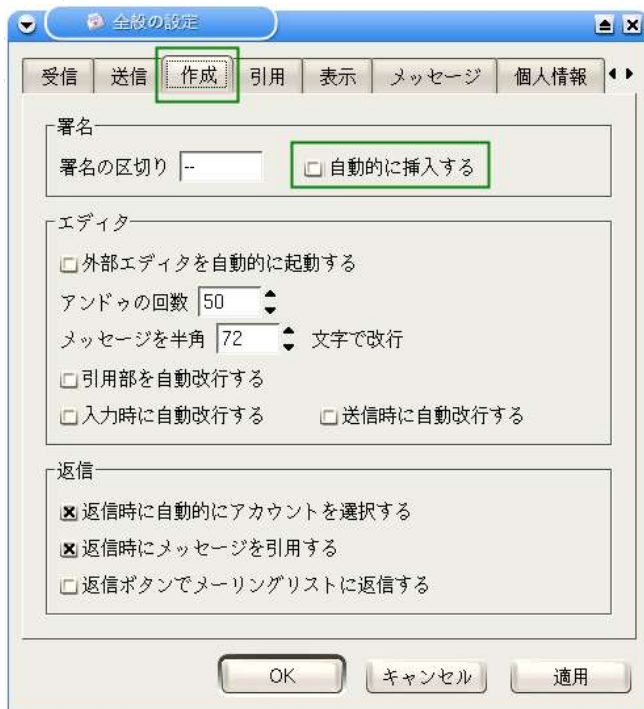 全般の設定
受信 送信 作成 引用 表示 メッセージ 個人情報
署名
署名の区切り -- 自動的に挿入する
エディタ
外部エディタを自動的に起動する
アンドゥの回数 50
メッセージを半角 72 文字で改行
引用部を自動改行する
入力時に自動改行する 送信時に自動改行する
返信
返信時に自動的にアカウントを選択する
返信時にメッセージを引用する
返信ボタンでメーリングリストに返信する
OK キャンセル 適用